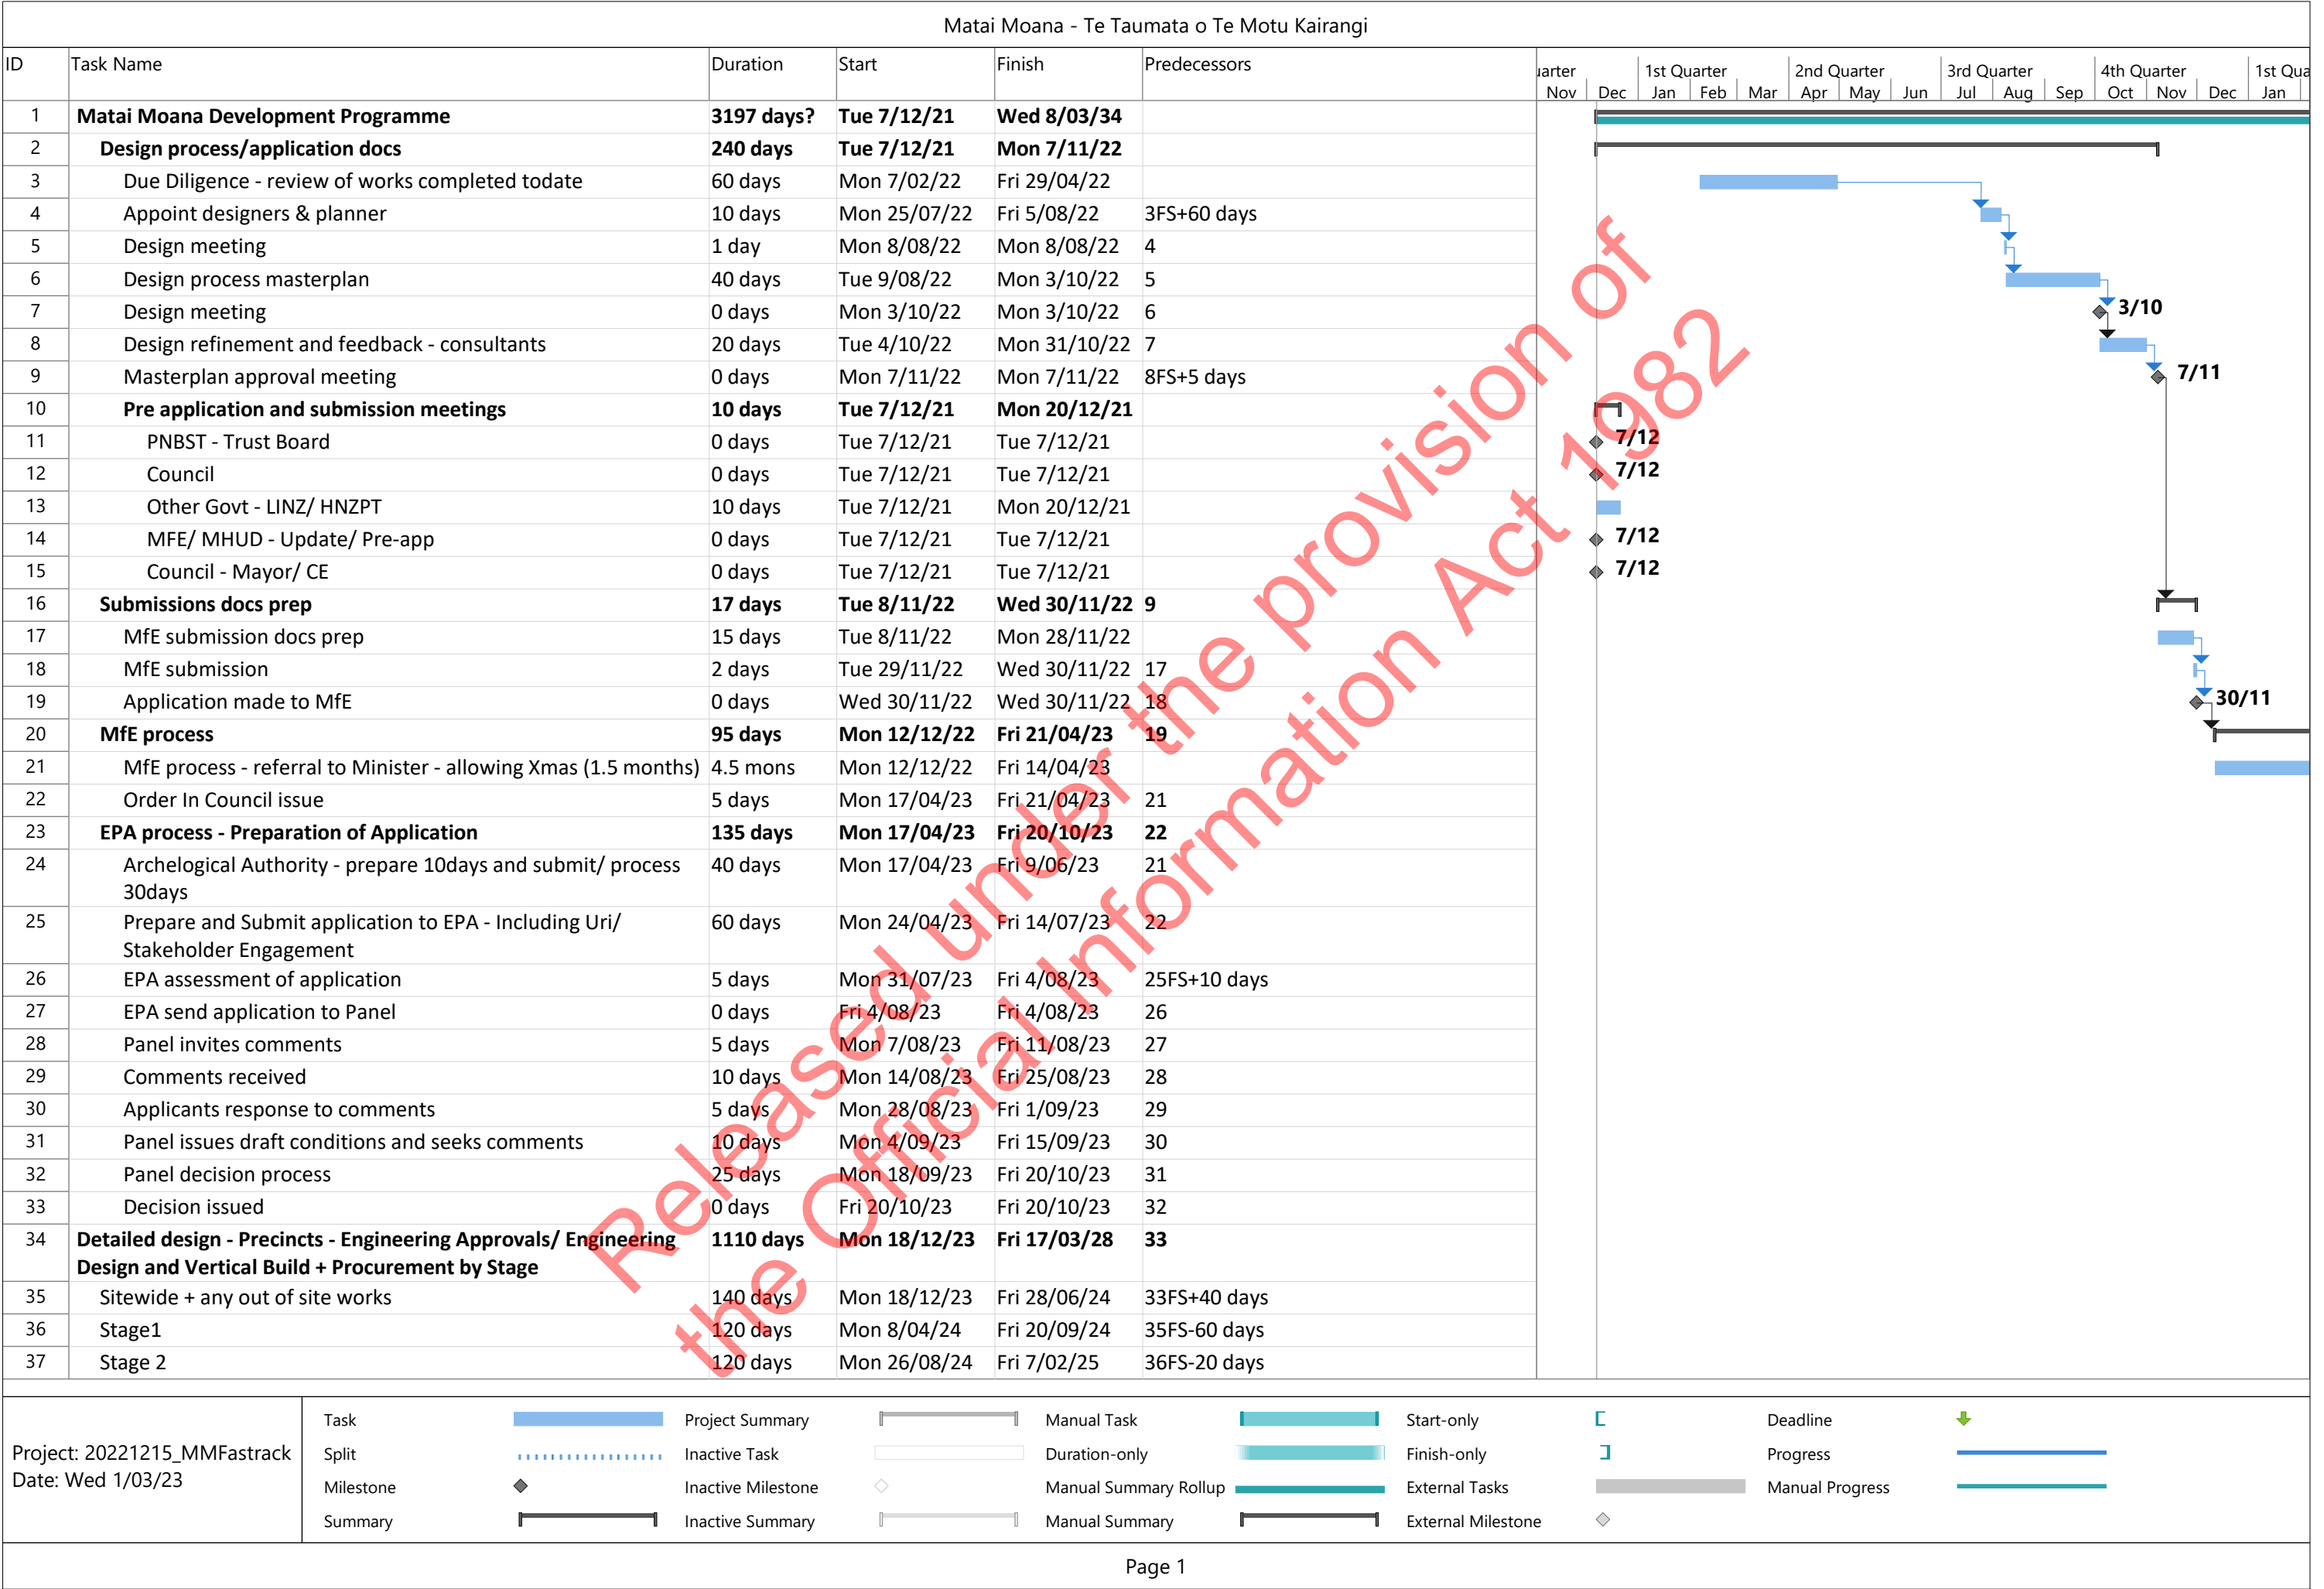 Matai Moana - Te Taumata o Te Motu Kairangi
ID Task Name Duration Start Finish Predecessors
uarter 1st Quarter 2nd Quarter 3rd Quarter 4th Quarter 1st Qua
Nov Dec Jan Feb Mar Apr May Jun Jul Aug Sep Oct Nov Dec Jan
1 Matai Moana Development Programme 3197 days? Tue 7/12/21 Wed 8/03/34
2 Design process/application docs 240 days Tue 7/12/21 Mon 7/11/22
3 Due Diligence - review of works completed todate 60 days Mon 7/02/22 Fri 29/04/22
4 Appoint designers & planner 10 days Mon 25/07/22 Fri 5/08/22 3FS+60 days
5 Design meeting 1 day Mon 8/08/22 Mon 8/08/22 4
6 Design process masterplan 40 days Tue 9/08/22 Mon 3/10/22 5
7 Design meeting 0 days Mon 3/10/22 Mon 3/10/22 6 3/10
8 Design refinement and feedback - consultants 20 days Tue 4/10/22 Mon 31/10/22 7
9 Masterplan approval meeting 0 days Mon 7/11/22 Mon 7/11/22 8FS+5 days 7/11
10 Pre application and submission meetings 10 days Tue 7/12/21 Mon 20/12/21
11 PNBST - Trust Board 0 days Tue 7/12/21 Tue 7/12/21 7/12
12 Council 0 days Tue 7/12/21 Tue 7/12/21 7/12
13 Other Govt - LINZ/ HNZPT 10 days Tue 7/12/21 Mon 20/12/21
14 MFE/ MHUD - Update/ Pre-app 0 days Tue 7/12/21 Tue 7/12/21 7/12
15 Council - Mayor/ CE 0 days Tue 7/12/21 Tue 7/12/21 7/12
16 Submissions docs prep 17 days Tue 8/11/22 Wed 30/11/22 9
17 MfE submission docs prep 15 days Tue 8/11/22 Mon 28/11/22
18 MfE submission 2 days Tue 29/11/22 Wed 30/11/22 17
19 Application made to MfE 0 days Wed 30/11/22 Wed 30/11/22 18 30/11
20 MfE process 95 days Mon 12/12/22 Fri 21/04/23 19
21 MfE process - referral to Minister - allowing Xmas (1.5 months) 4.5 mons Mon 12/12/22 Fri 14/04/23
22 Order In Council issue 5 days Mon 17/04/23 Fri 21/04/23 21
23 EPA process - Preparation of Application 135 days Mon 17/04/23 Fri 20/10/23 22
24 Archelogical Authority - prepare 10days and submit/ process 40 days Mon 17/04/23 Fri 9/06/23 21
30days
25 Prepare and Submit application to EPA - Including Uri/ 60 days Mon 24/04/23 Fri 14/07/23 22
Stakeholder Engagement
26 EPA assessment of application 5 days Mon 31/07/23 Fri 4/08/23 25FS+10 days
27 EPA send application to Panel 0 days Fri 4/08/23 Fri 4/08/23 26
28 Panel invites comments 5 days Mon 7/08/23 Fri 11/08/23 27
29 Comments received 10 days Mon 14/08/23 Fri 25/08/23 28
30 Applicants response to comments 5 days Mon 28/08/23 Fri 1/09/23 29
31 Panel issues draft conditions and seeks comments 10 days Mon 4/09/23 Fri 15/09/23 30
32 Panel decision process 25 days Mon 18/09/23 Fri 20/10/23 31
33 Decision issued 0 days Fri 20/10/23 Fri 20/10/23 32
34 Detailed design - Precincts - Engineering Approvals/ Engineering 1110 days Mon 18/12/23 Fri 17/03/28 33
Design and Vertical Build + Procurement by Stage
35 Sitewide + any out of site works 140 days Mon 18/12/23 Fri 28/06/24 33FS+40 days
36 Stage1 120 days Mon 8/04/24 Fri 20/09/24 35FS-60 days
37 Stage 2 120 days Mon 26/08/24 Fri 7/02/25 36FS-20 days
Released under the provision of
the Official Information Act 1982
Project: 20221215_MMFastrack
Date: Wed 1/03/23
Task Project Summary Manual Task Start-only Deadline
Split Inactive Task Duration-only Finish-only Progress
Milestone Inactive Milestone Manual Summary Rollup External Tasks Manual Progress
Summary Inactive Summary Manual Summary External Milestone
Page 1